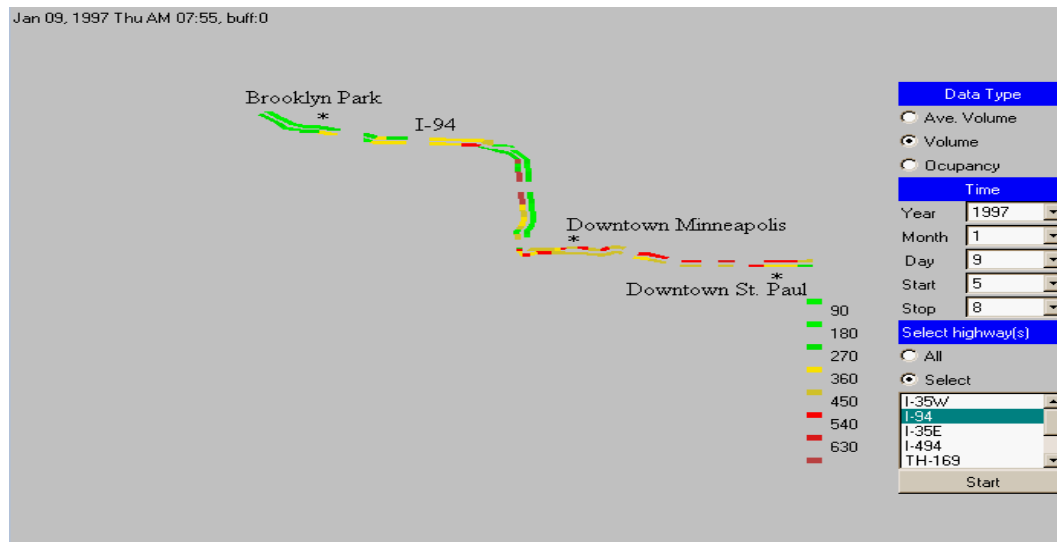 Jan 09, 1997 Thu AM 07:55, buff:0
Brooklyn Park
*
I-94
Downtown Minneapolis
*
*
Downtown St. Paul
90
180
270
360
450
540
630
Data Type
Ave. Volume
Volume
Ocupancy
Time
Year 1997
Month 1
Day 9
Start 5
Stop 8
Select highway(s)
All
Select
I-35W
I-94
I-35E
I-494
TH-169
Start